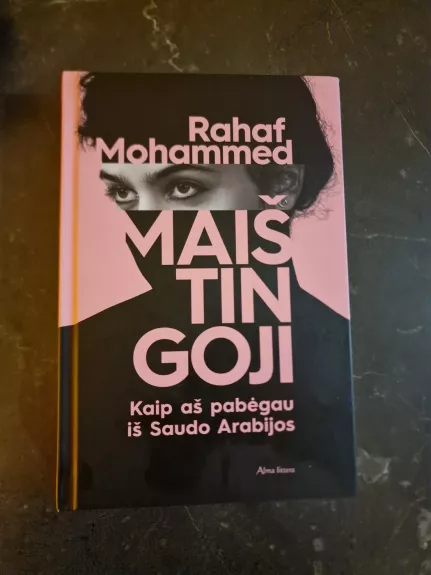 Rahaf
Mohammed
MAIŠ
TIN
GOJI
Kaip aš pabėgau
iš Saudo Arabijos
Alma littera